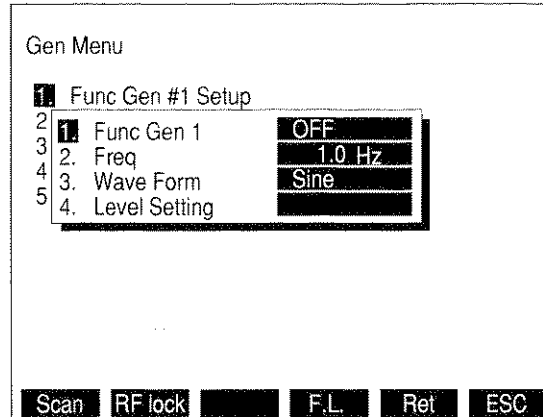 Gen Menu
1. Func Gen #1 Setup
2
3
4
5
1. Func Gen 1 OFF
2. Freq 1.0 Hz
3. Wave Form Sine
4. Level Setting
Scan RF lock F.L. Ret ESC